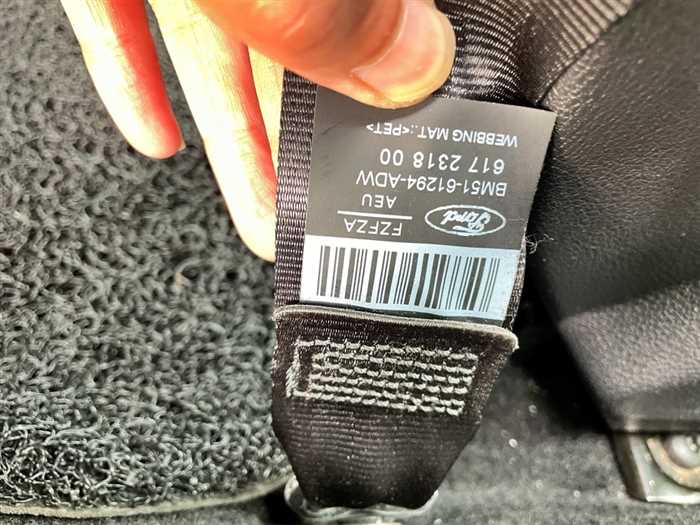 Ford
FZFZA
AEU
BM51-61294-ADW
617 2318 00
WEBBING MAT.:<PET>